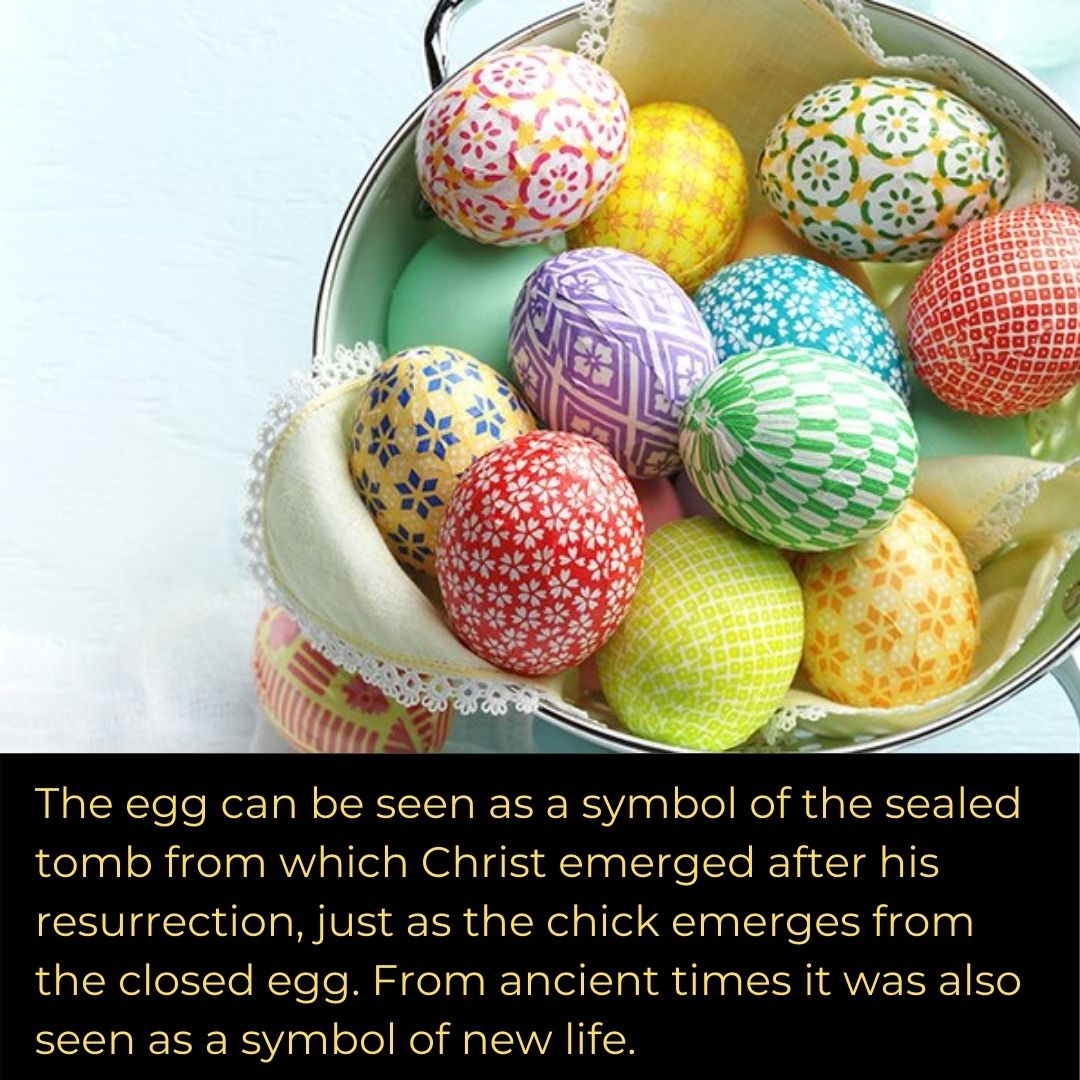 The egg can be seen as a symbol of the sealed
tomb from which Christ emerged after his
resurrection, just as the chick emerges from
the closed egg. From ancient times it was also
seen as a symbol of new life.